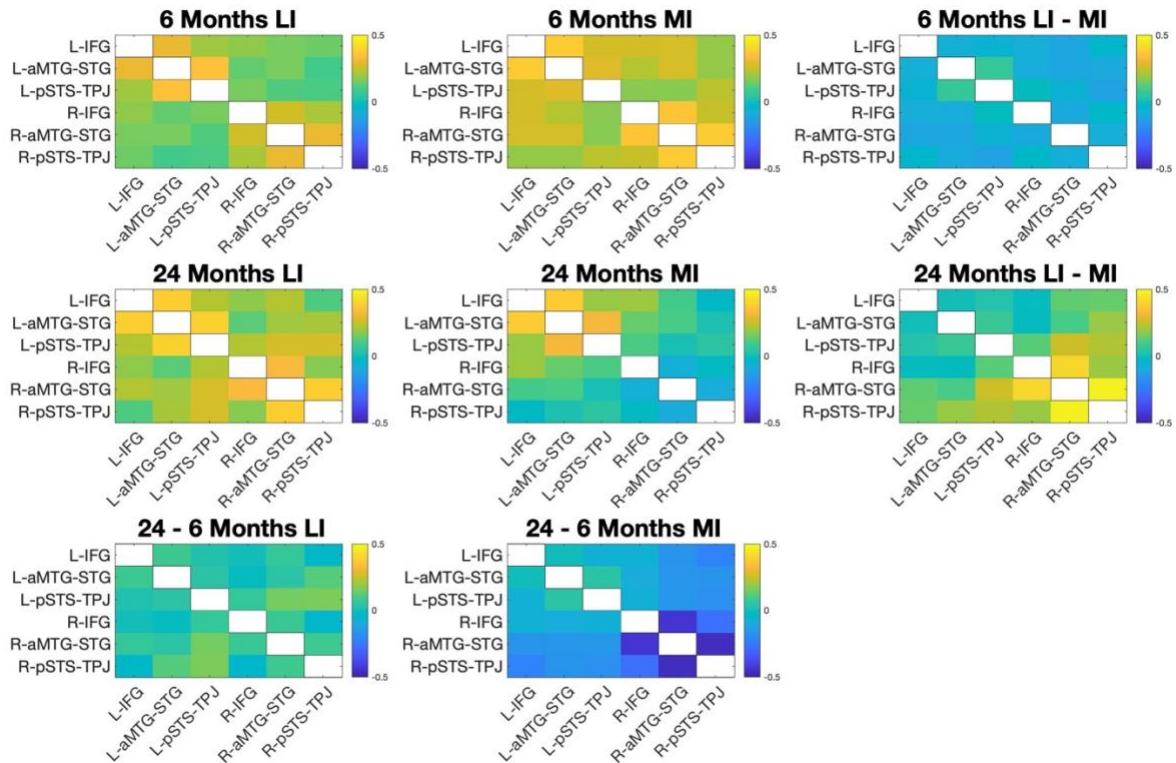 6 Months LI
L-IFG
L-aMTG-STG
L-pSTS-TPJ
R-IFG
R-aMTG-STG
R-pSTS-TPJ
0.5
0
-0.5
L-IFG
L-aMTG-STG
L-pSTS-TPJ
R-IFG
R-aMTG-STG
R-pSTS-TPJ
6 Months MI
L-IFG
L-aMTG-STG
L-pSTS-TPJ
R-IFG
R-aMTG-STG
R-pSTS-TPJ
0.5
0
-0.5
L-IFG
L-aMTG-STG
L-pSTS-TPJ
R-IFG
R-aMTG-STG
R-pSTS-TPJ
6 Months LI - MI
L-IFG
L-aMTG-STG
L-pSTS-TPJ
R-IFG
R-aMTG-STG
R-pSTS-TPJ
0.5
0
-0.5
L-IFG
L-aMTG-STG
L-pSTS-TPJ
R-IFG
R-aMTG-STG
R-pSTS-TPJ
24 Months LI
L-IFG
L-aMTG-STG
L-pSTS-TPJ
R-IFG
R-aMTG-STG
R-pSTS-TPJ
0.5
0
-0.5
L-IFG
L-aMTG-STG
L-pSTS-TPJ
R-IFG
R-aMTG-STG
R-pSTS-TPJ
24 Months MI
L-IFG
L-aMTG-STG
L-pSTS-TPJ
R-IFG
R-aMTG-STG
R-pSTS-TPJ
0.5
0
-0.5
L-IFG
L-aMTG-STG
L-pSTS-TPJ
R-IFG
R-aMTG-STG
R-pSTS-TPJ
24 Months LI - MI
L-IFG
L-aMTG-STG
L-pSTS-TPJ
R-IFG
R-aMTG-STG
R-pSTS-TPJ
0.5
0
-0.5
L-IFG
L-aMTG-STG
L-pSTS-TPJ
R-IFG
R-aMTG-STG
R-pSTS-TPJ
24 - 6 Months LI
L-IFG
L-aMTG-STG
L-pSTS-TPJ
R-IFG
R-aMTG-STG
R-pSTS-TPJ
0.5
0
-0.5
L-IFG
L-aMTG-STG
L-pSTS-TPJ
R-IFG
R-aMTG-STG
R-pSTS-TPJ
24 - 6 Months MI
L-IFG
L-aMTG-STG
L-pSTS-TPJ
R-IFG
R-aMTG-STG
R-pSTS-TPJ
0.5
0
-0.5
L-IFG
L-aMTG-STG
L-pSTS-TPJ
R-IFG
R-aMTG-STG
R-pSTS-TPJ